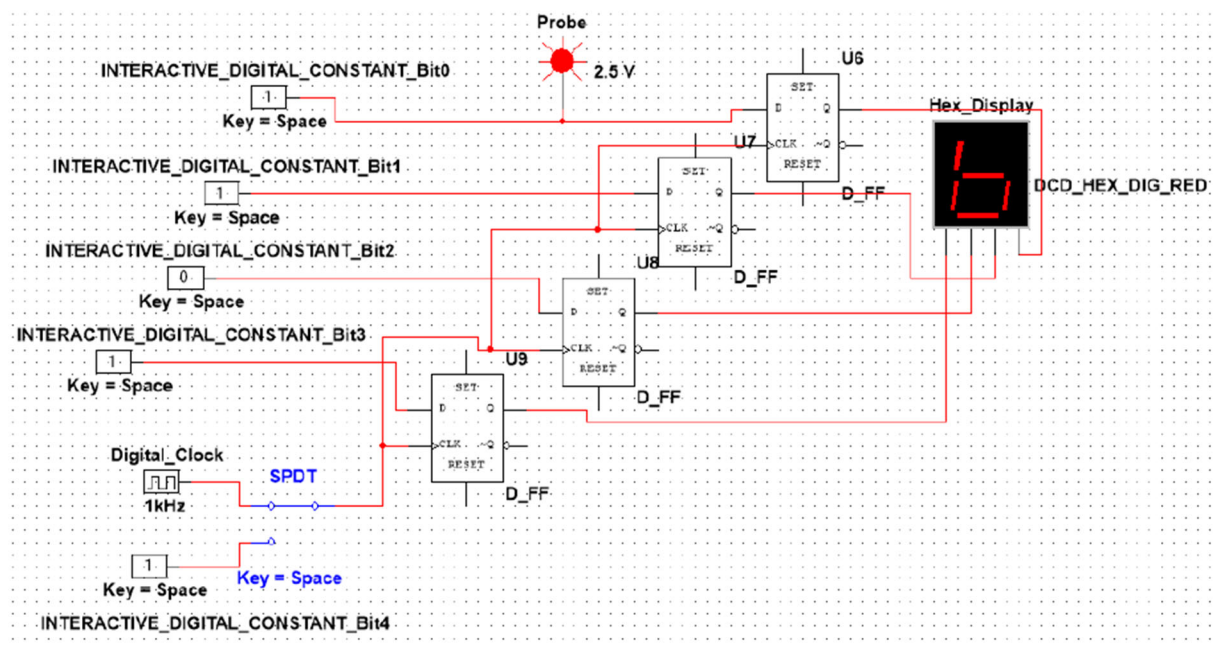 Probe
2.5 V
U6
INTERACTIVE_DIGITAL_CONSTANT_Bit0
1
Key = Space
SET
D Q
CLK ~Q
RESET
D_FF
Hex_Display
b
DCD_HEX_DIG_RED
U7
INTERACTIVE_DIGITAL_CONSTANT_Bit1
1
Key = Space
SET
D Q
CLK ~Q
RESET
D_FF
U8
INTERACTIVE_DIGITAL_CONSTANT_Bit2
0
Key = Space
SET
D Q
CLK ~Q
RESET
D_FF
U9
INTERACTIVE_DIGITAL_CONSTANT_Bit3
1
Key = Space
SET
D Q
CLK ~Q
RESET
D_FF
Digital_Clock
1kHz
SPDT
Key = Space
1
Key = Space
INTERACTIVE_DIGITAL_CONSTANT_Bit4